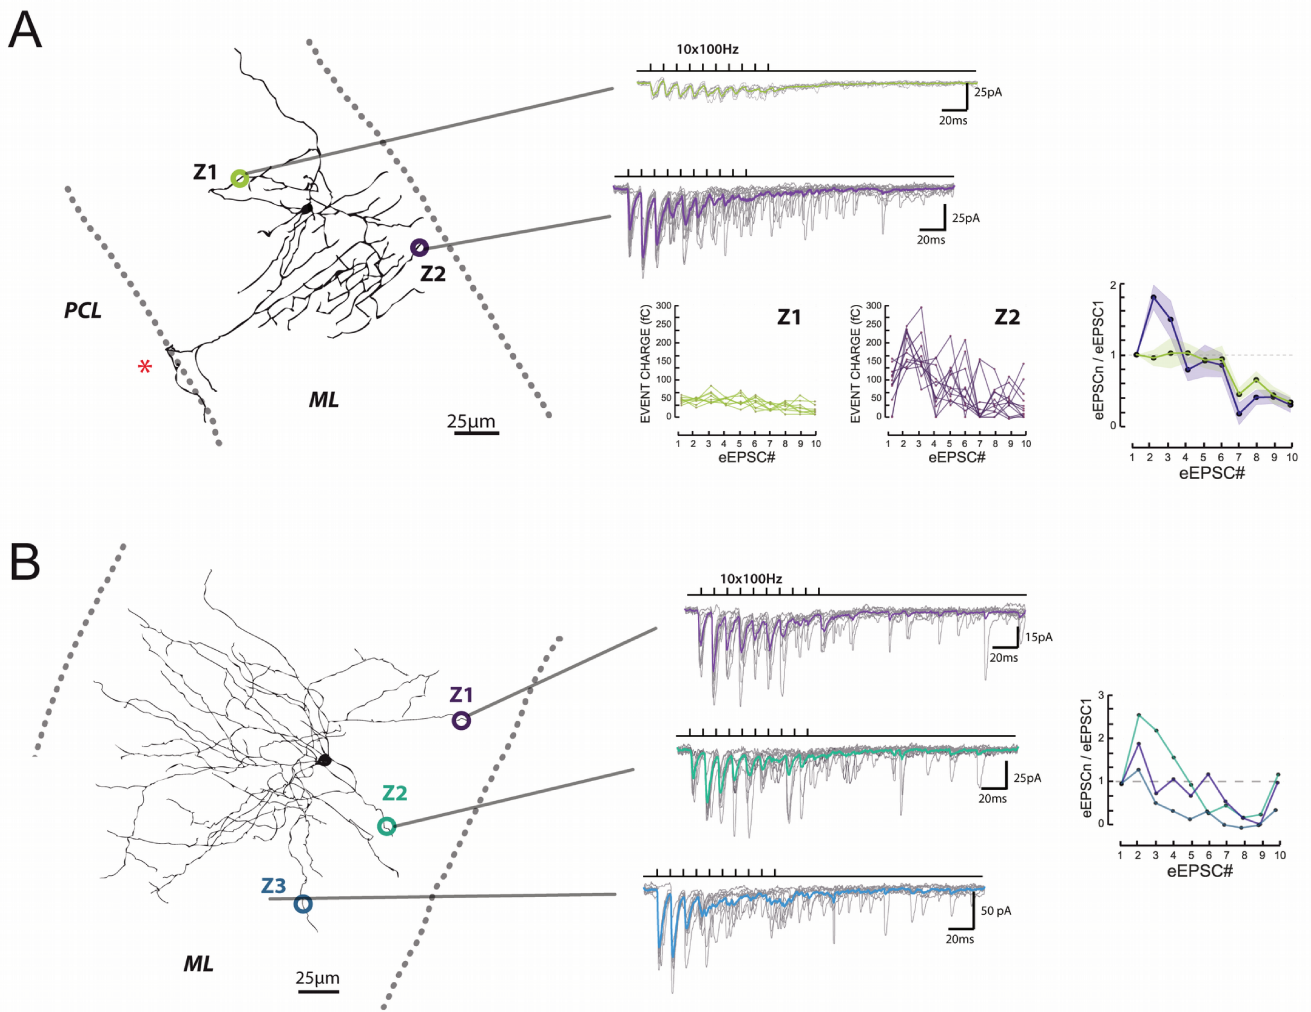 A
10x100Hz
25pA
20ms
Z1
25pA
20ms
Z2
PCL
*
ML
25µm
EVENT CHARGE (fC)
300
250
200
150
100
50
0
Z1
1 2 3 4 5 6 7 8 9 10
eEPSC#
EVENT CHARGE (fC)
300
250
200
150
100
50
0
Z2
1 2 3 4 5 6 7 8 9 10
eEPSC#
eEPSCn / eEPSC1
2
1
0
1 2 3 4 5 6 7 8 9 10
eEPSC#
B
10x100Hz
15pA
20ms
Z1
25pA
20ms
Z2
50 pA
20ms
Z3
ML
25µm
eEPSCn / eEPSC1
3
2
1
0
1 2 3 4 5 6 7 8 9 10
eEPSC#